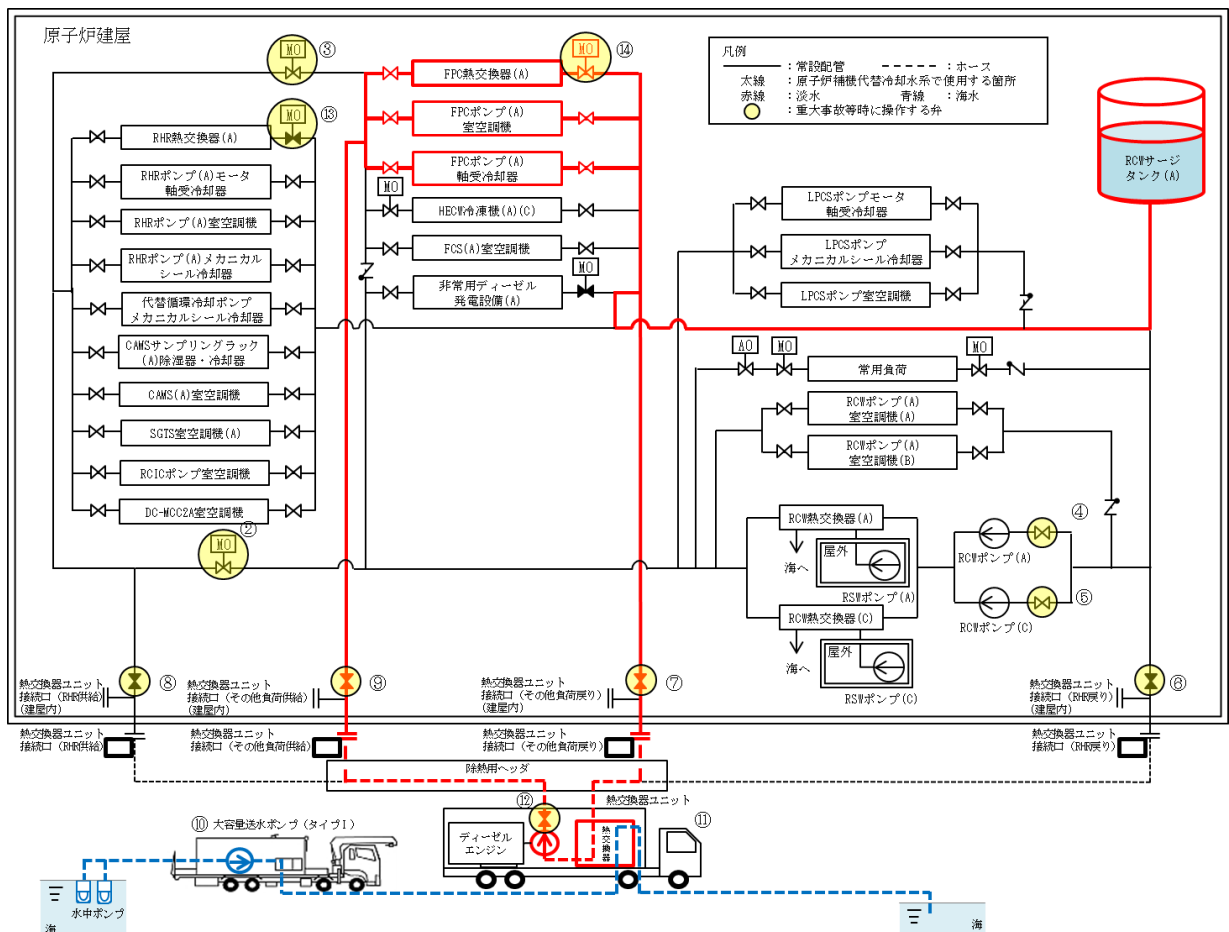 原子炉建屋
MO
③
MO
⑭
MO
⑬
凡例
：常設配管
：ホース
太線
：原子炉補機代替冷却水系で使用する箇所
赤線
：淡水
青線
：海水
：重大事故等時に操作する弁
RHR熱交換器(A)
RHRポンプ(A)モータ
軸受冷却器
RHRポンプ(A)室空調機
RHRポンプ(A)メカニカル
シール冷却器
代替循環冷却ポンプ
メカニカルシール冷却器
CAMSサンプリングラック
(A)除湿器・冷却器
CAMS(A)室空調機
SGTS室空調機(A)
RCICポンプ室空調機
DC-MCC2A室空調機
②
MO
FPC熱交換器(A)
FPCポンプ(A)
室空調機
FPCポンプ(A)
軸受冷却器
MO
HECW冷凍機(A)(C)
FCS(A)室空調機
MO
非常用ディーゼル
発電設備(A)
RCWサージ
タンク(A)
LPCSポンプモータ
軸受冷却器
LPCSポンプ
メカニカルシール冷却器
LPCSポンプ室空調機
AO
MO
常用負荷
MO
RCWポンプ(A)
室空調機(A)
RCWポンプ(A)
室空調機(B)
RCW熱交換器(A)
海へ
屋外
RSWポンプ(A)
RCW熱交換器(C)
海へ
屋外
RSWポンプ(C)
④
RCWポンプ(A)
⑤
RCWポンプ(C)
⑧
熱交換器ユニット
接続口（RHR供給）
(建屋内)
⑨
熱交換器ユニット
接続口（その他負荷供給）
(建屋内)
⑦
熱交換器ユニット
接続口（その他負荷戻り）
(建屋内)
⑥
熱交換器ユニット
接続口（RHR戻り）
(建屋内)
熱交換器ユニット
接続口（RHR供給）
熱交換器ユニット
接続口（その他負荷供給）
熱交換器ユニット
接続口（その他負荷戻り）
熱交換器ユニット
接続口（RHR戻り）
除熱用ヘッダ
⑫
熱交換器ユニット
⑩大容量送水ポンプ（タイプⅠ）
ディーゼル
エンジン
熱交換器
⑪
水中ポンプ
海
海